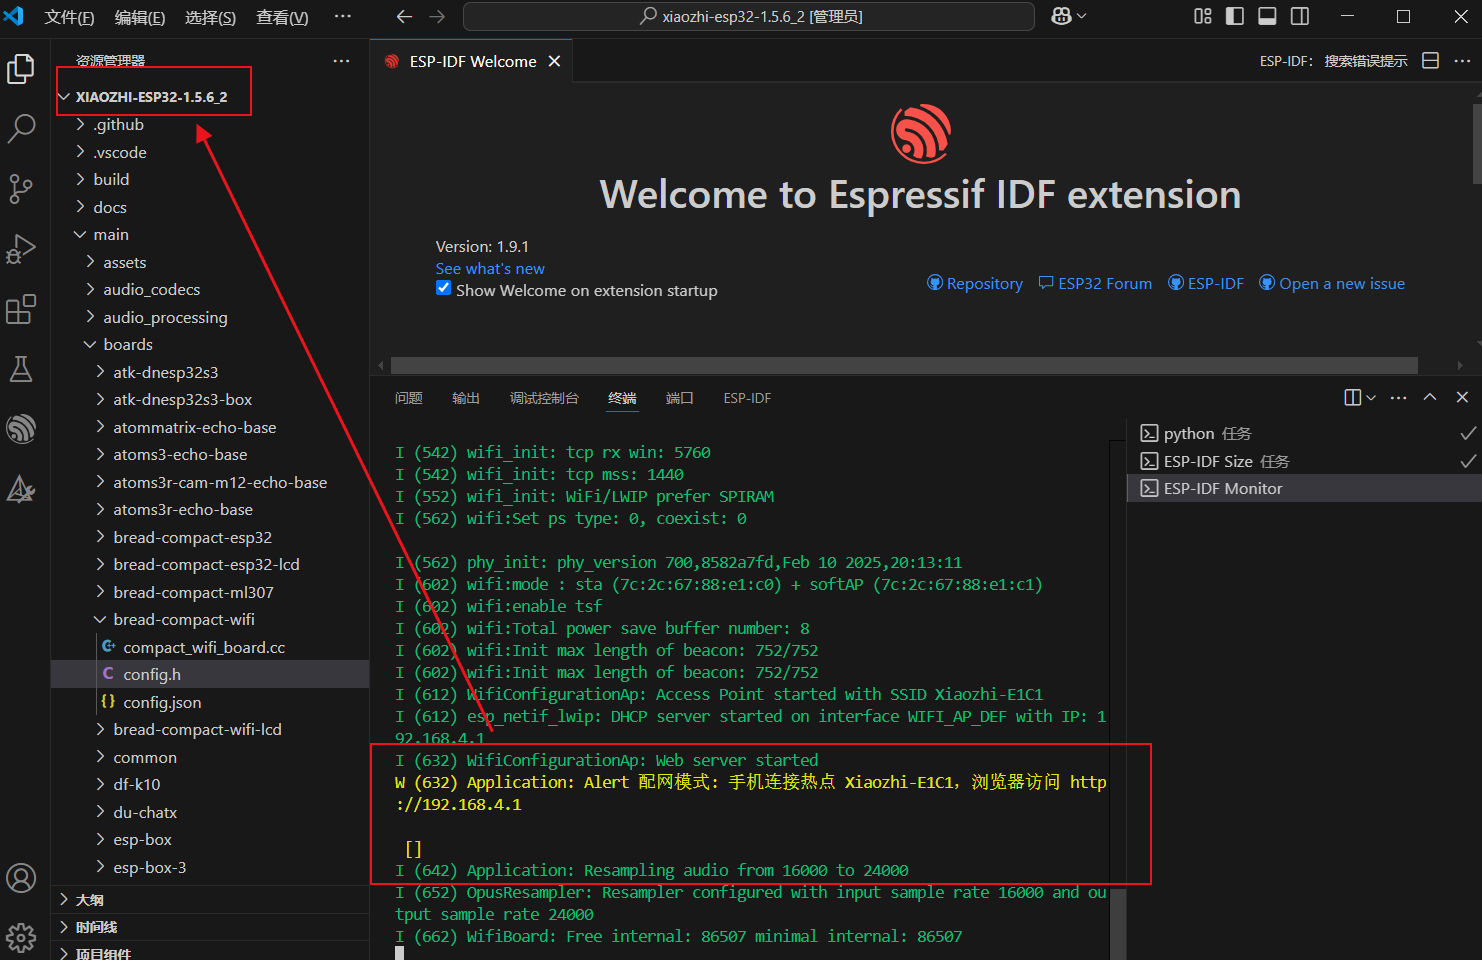 文件(F) 编辑(E) 选择(S) 查看(V) ···
xiaozhi-esp32-1.5.6_2 [管理员]
资源管理器
XIAOZHI-ESP32-1.5.6_2
.github
.vscode
build
docs
main
assets
audio_codecs
audio_processing
boards
atk-dnesp32s3
atk-dnesp32s3-box
atommatrix-echo-base
atoms3-echo-base
atoms3r-cam-m12-echo-base
atoms3r-echo-base
bread-compact-esp32
bread-compact-esp32-lcd
bread-compact-ml307
bread-compact-wifi
compact_wifi_board.cc
C config.h
{} config.json
bread-compact-wifi-lcd
common
df-k10
du-chatx
esp-box
esp-box-3
大纲
时间线
项目组件
ESP-IDF Welcome
ESP-IDF: 搜索错误提示
Welcome to Espressif IDF extension
Version: 1.9.1
See what's new
Show Welcome on extension startup
Repository ESP32 Forum ESP-IDF Open a new issue
问题 输出 调试控制台 终端 端口 ESP-IDF
I (542) wifi_init: tcp rx win: 5760
I (542) wifi_init: tcp mss: 1440
I (552) wifi_init: WiFi/LWIP prefer SPIRAM
I (562) wifi:Set ps type: 0, coexist: 0
I (562) phy_init: phy_version 700,8582a7fd,Feb 10 2025,20:13:11
I (602) wifi:mode : sta (7c:2c:67:88:e1:c0) + softAP (7c:2c:67:88:e1:c1)
I (602) wifi:enable tsf
I (602) wifi:Total power save buffer number: 8
I (602) wifi:Init max length of beacon: 752/752
I (602) wifi:Init max length of beacon: 752/752
I (612) WifiConfigurationAp: Access Point started with SSID Xiaozhi-E1C1
I (612) esp_netif_lwip: DHCP server started on interface WIFI_AP_DEF with IP: 1
92.168.4.1
I (632) WifiConfigurationAp: Web server started
W (632) Application: Alert 配网模式: 手机连接热点 Xiaozhi-E1C1，浏览器访问 http
://192.168.4.1
[]
I (642) Application: Resampling audio from 16000 to 24000
I (652) OpusResampler: Resampler configured with input sample rate 16000 and ou
tput sample rate 24000
I (662) WifiBoard: Free internal: 86507 minimal internal: 86507
python 任务
ESP-IDF Size 任务
ESP-IDF Monitor